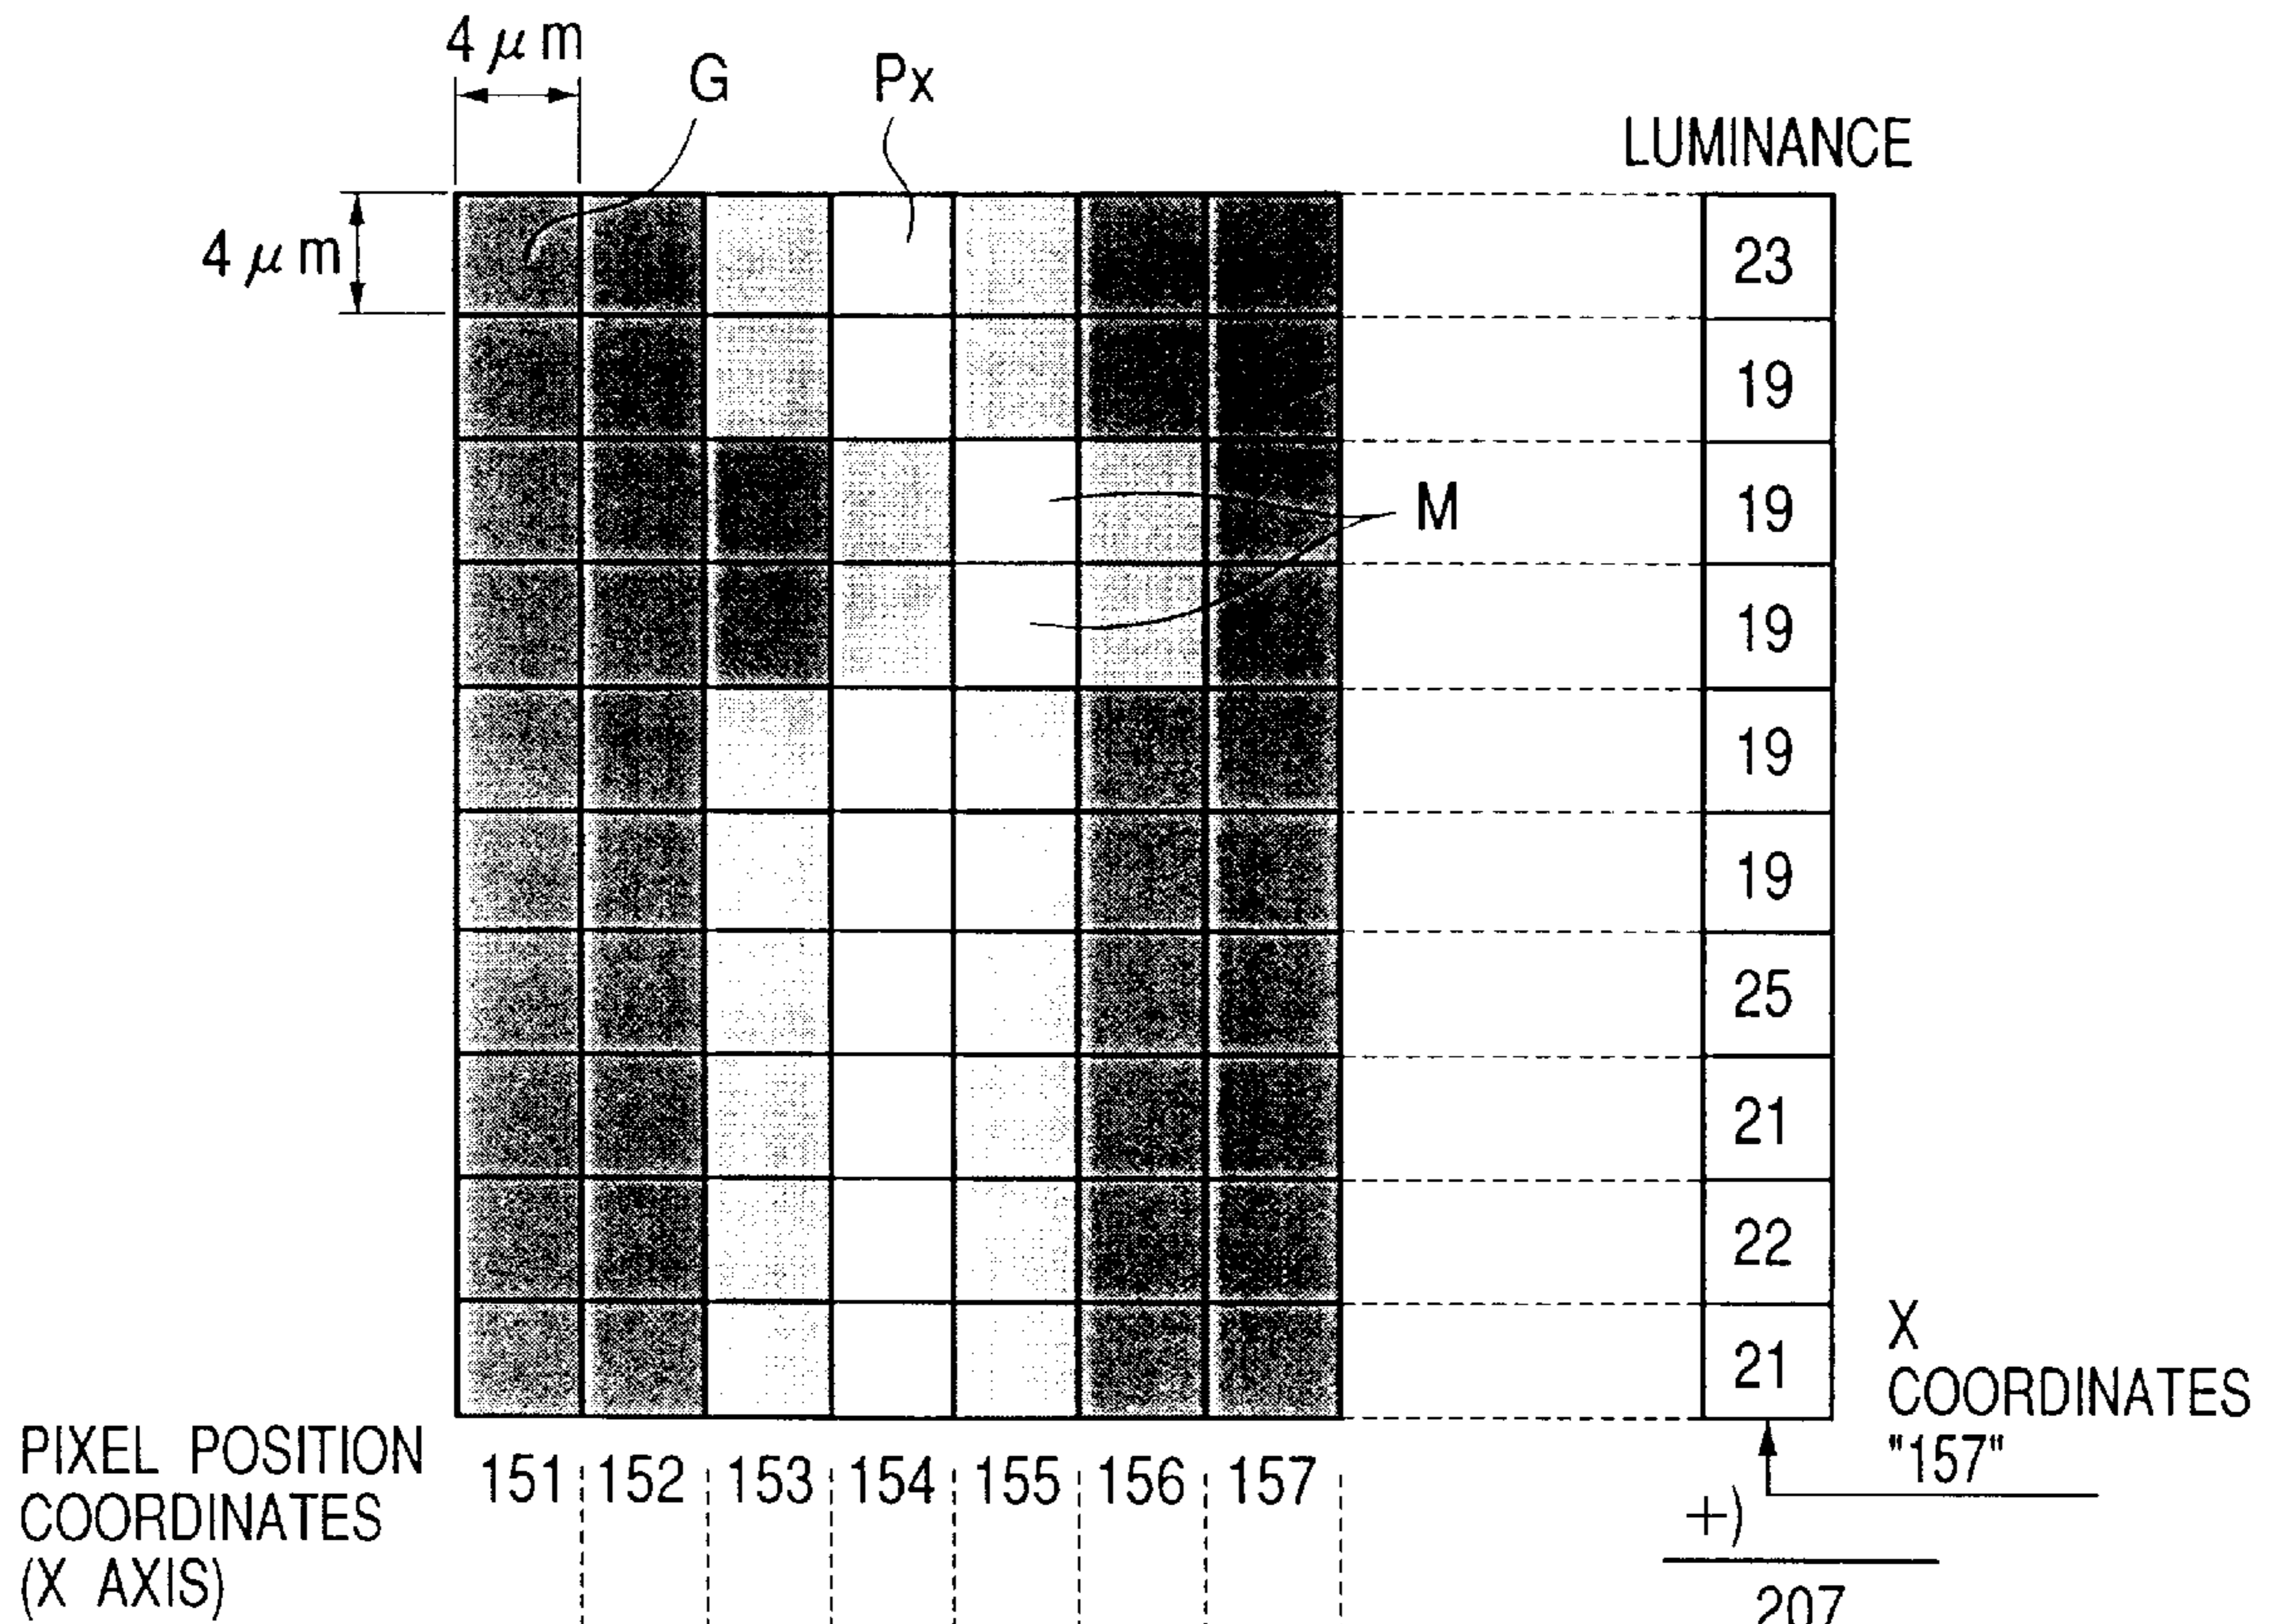 4 μm
G
Px
LUMINANCE
4 μm
23
19
19
M
19
19
19
25
21
22
21
X
COORDINATES
"157"
PIXEL POSITION
COORDINATES
(X AXIS)
151 152 153 154 155 156 157
+)
207